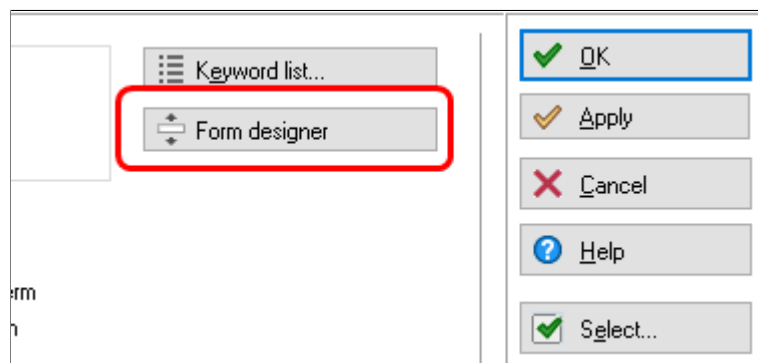 Keyword list...
Form designer
OK
Apply
Cancel
Help
Select...